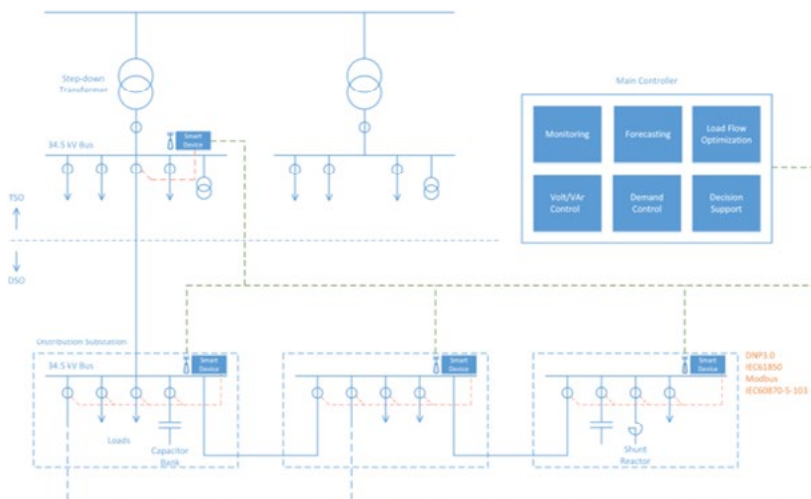 Step-down
Transformer
Main Controller
34.5 kV Bus
Smart
Device
Monitoring
Forecasting
Load Flow
Optimization
Volt/VAr
Control
Demand
Control
Decision
Support
TSO
DSO
Distribution Substation
34.5 kV Bus
Smart
Device
Smart
Device
Smart
Device
DNP3.0
IEC61850
Modbus
IEC60870-5-103
Loads
Capacitor
Bank
Shunt
Reactor